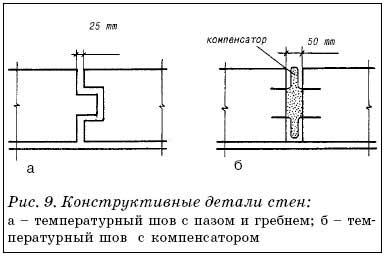 25 mm
компенсатор
50 mm
а
б
Рис. 9. Конструктивные детали стен:
а – температурный шов с пазом и гребнем; б – тем-
пературный шов с компенсатором